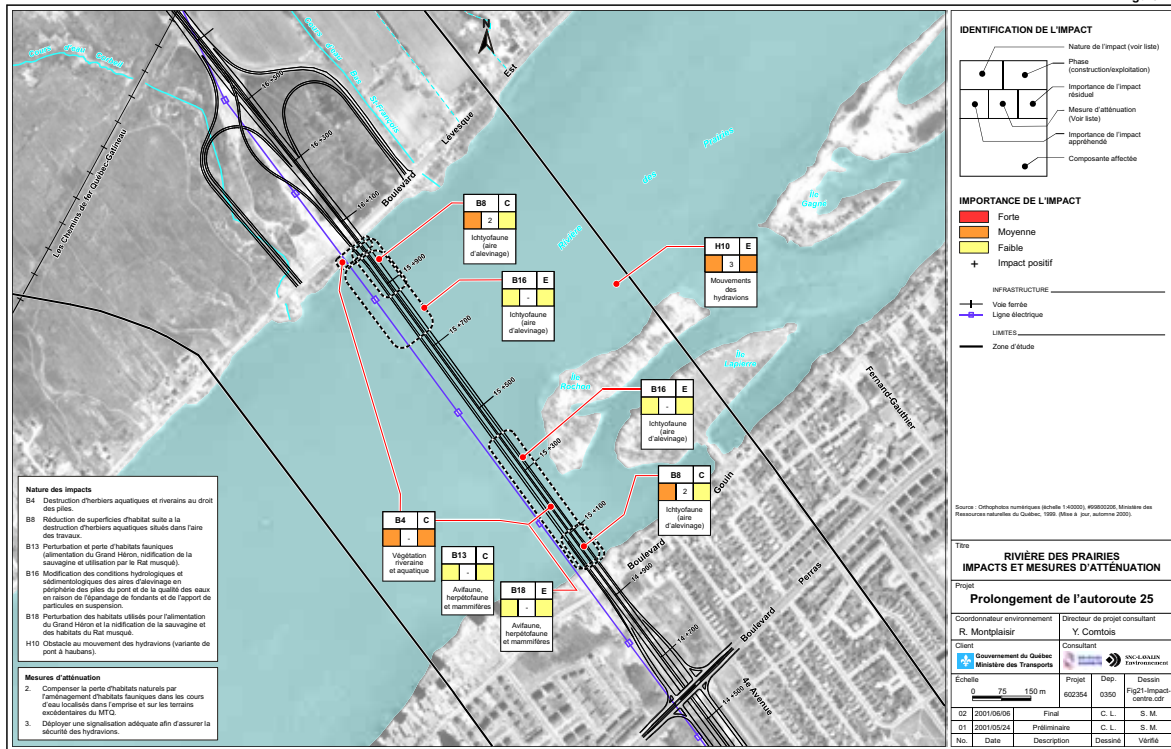 Cours d'eau Corbeil
Cours d'eau Bas St-François
Les Chemins de fer Québec-Gatineau
N
Est
Lévesque
Boulevard
16 +500
16 +300
16 +100
15 +900
15 +700
15 +500
15 +300
15 +100
14 +900
14 +700
14 +500
Rivière
des
Prairies
Île
Gagné
Île
Lapierre
Île
Rochon
Fernand-Gauthier
Gouin
Boulevard
Perras
Boulevard
4e Avenue
B8 C
2
Ichtyofaune
(aire
d'alevinage)
B16 E
-
Ichtyofaune
(aire
d'alevinage)
H10 E
3
Mouvements
des
hydravions
B16 E
-
Ichtyofaune
(aire
d'alevinage)
B8 C
2
Ichtyofaune
(aire
d'alevinage)
B4 C
-
Végétation
riveraine
et aquatique
B13 C
-
Avifaune,
herpétofaune
et mammifères
B18 E
-
Avifaune,
herpétofaune
et mammifères
Nature des impacts
B4 Destruction d'herbiers aquatiques et riverains au droit
des piles.
B8 Réduction de superficies d'habitat suite a la
destruction d'herbiers aquatiques situés dans l'aire
des travaux.
B13 Perturbation et perte d'habitats fauniques
(alimentation du Grand Héron, nidification de la
sauvagine et utilisation par le Rat musqué).
B16 Modification des conditions hydrologiques et
sédimentologiques des aires d'alevinage en
périphérie des piles du pont et de la qualité des eaux
en raison de l'épandage de fondants et de l'apport de
particules en suspension.
B18 Perturbation des habitats utilisés pour l'alimentation
du Grand Héron et la nidification de la sauvagine et
des habitats du Rat musqué.
H10 Obstacle au mouvement des hydravions (variante de
pont à haubans).
Mesures d'atténuation
2. Compenser la perte d'habitats naturels par
l'aménagement d'habitats fauniques dans les cours
d'eau localisés dans l'emprise et sur les terrains
excédentaires du MTQ.
3. Déployer une signalisation adéquate afin d'assurer la
sécurité des hydravions.
IDENTIFICATION DE L'IMPACT
Nature de l'impact (voir liste)
Phase
(construction/exploitation)
Importance de l'impact
résiduel
Mesure d'atténuation
(Voir liste)
Importance de l'impact
appréhendé
Composante affectée
IMPORTANCE DE L'IMPACT
Forte
Moyenne
Faible
+ Impact positif
INFRASTRUCTURE
Voie ferrée
Ligne électrique
LIMITES
Zone d'étude
Source : Orthophotos numériques (échelle 1:40000), #99800206, Ministère des
Ressources naturelles du Québec, 1999. (Mise à jour, automne 2000).
Titre
RIVIÈRE DES PRAIRIES
IMPACTS ET MESURES D'ATTÉNUATION
Projet
Prolongement de l'autoroute 25
Coordonnateur environnement Directeur de projet consultant
R. Montplaisir Y. Comtois
Client Consultant
Gouvernement du Québec
Ministère des Transports
SNC-LAVALIN
Environnement
Échelle Projet Dep. Dessin
0 75 150 m 602354 0350 Fig21-Impact-
centre.cdr
02 2001/06/06 Final C. L. S. M.
01 2001/05/24 Préliminaire C. L. S. M.
No. Date Description Dessiné Vérifié